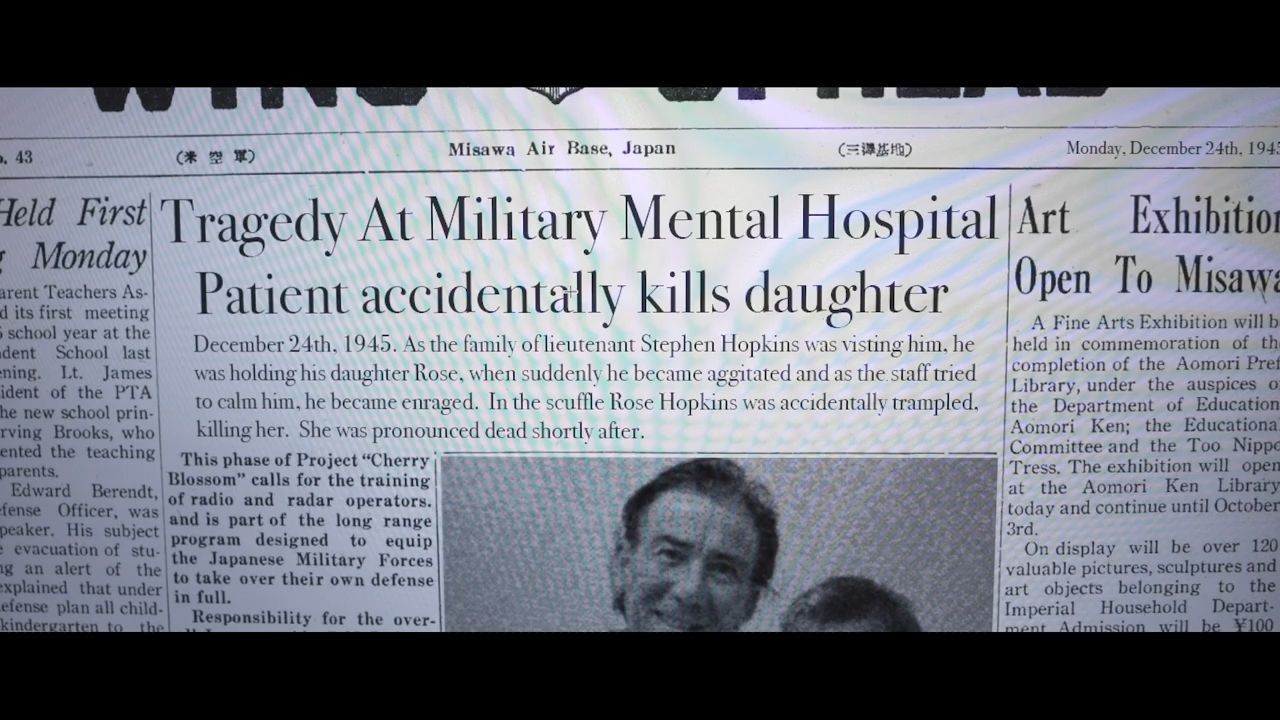 o. 43
(米空軍)
Misawa Air Base, Japan
(三澤基地)
Monday, December 24th, 1945
Held First
Monday
arent Teachers As-
d its first meeting
school year at the
dent School last
ening. Lt. James
ident of the PTA
he new school prin-
rving Brooks, who
ented the teaching
parents.
Edward Berendt,
efense Officer, was
peaker. His subject
e evacuation of stu-
ng an alert of the
explained that under
efense plan all child-
kindergarten to the
Tragedy At Military Mental Hospital
Patient accidentally kills daughter
December 24th, 1945. As the family of lieutenant Stephen Hopkins was visting him, he
was holding his daughter Rose, when suddenly he became aggitated and as the staff tried
to calm him, he became enraged. In the scuffle Rose Hopkins was accidentally trampled,
killing her. She was pronounced dead shortly after.
This phase of Project “Cherry
Blossom” calls for the training
of radio and radar operators.
and is part of the long range
program designed to equip
the Japanese Military Forces
to take over their own defense
in full.
Responsibility for the over-
Art Exhibition
Open To Misawa
A Fine Arts Exhibition will b
held in commemoration of th
completion of the Aomori Pref
Library, under the auspices o
the Department of Education
Aomori Ken; the Educationa
Committee and the Too Nippo
Tress. The exhibition will open
at the Aomori Ken Library
today and continue until October
3rd.
On display will be over 120
valuable pictures, sculptures and
art objects belonging to the
Imperial Household Depart-
ment Admission will be ¥100